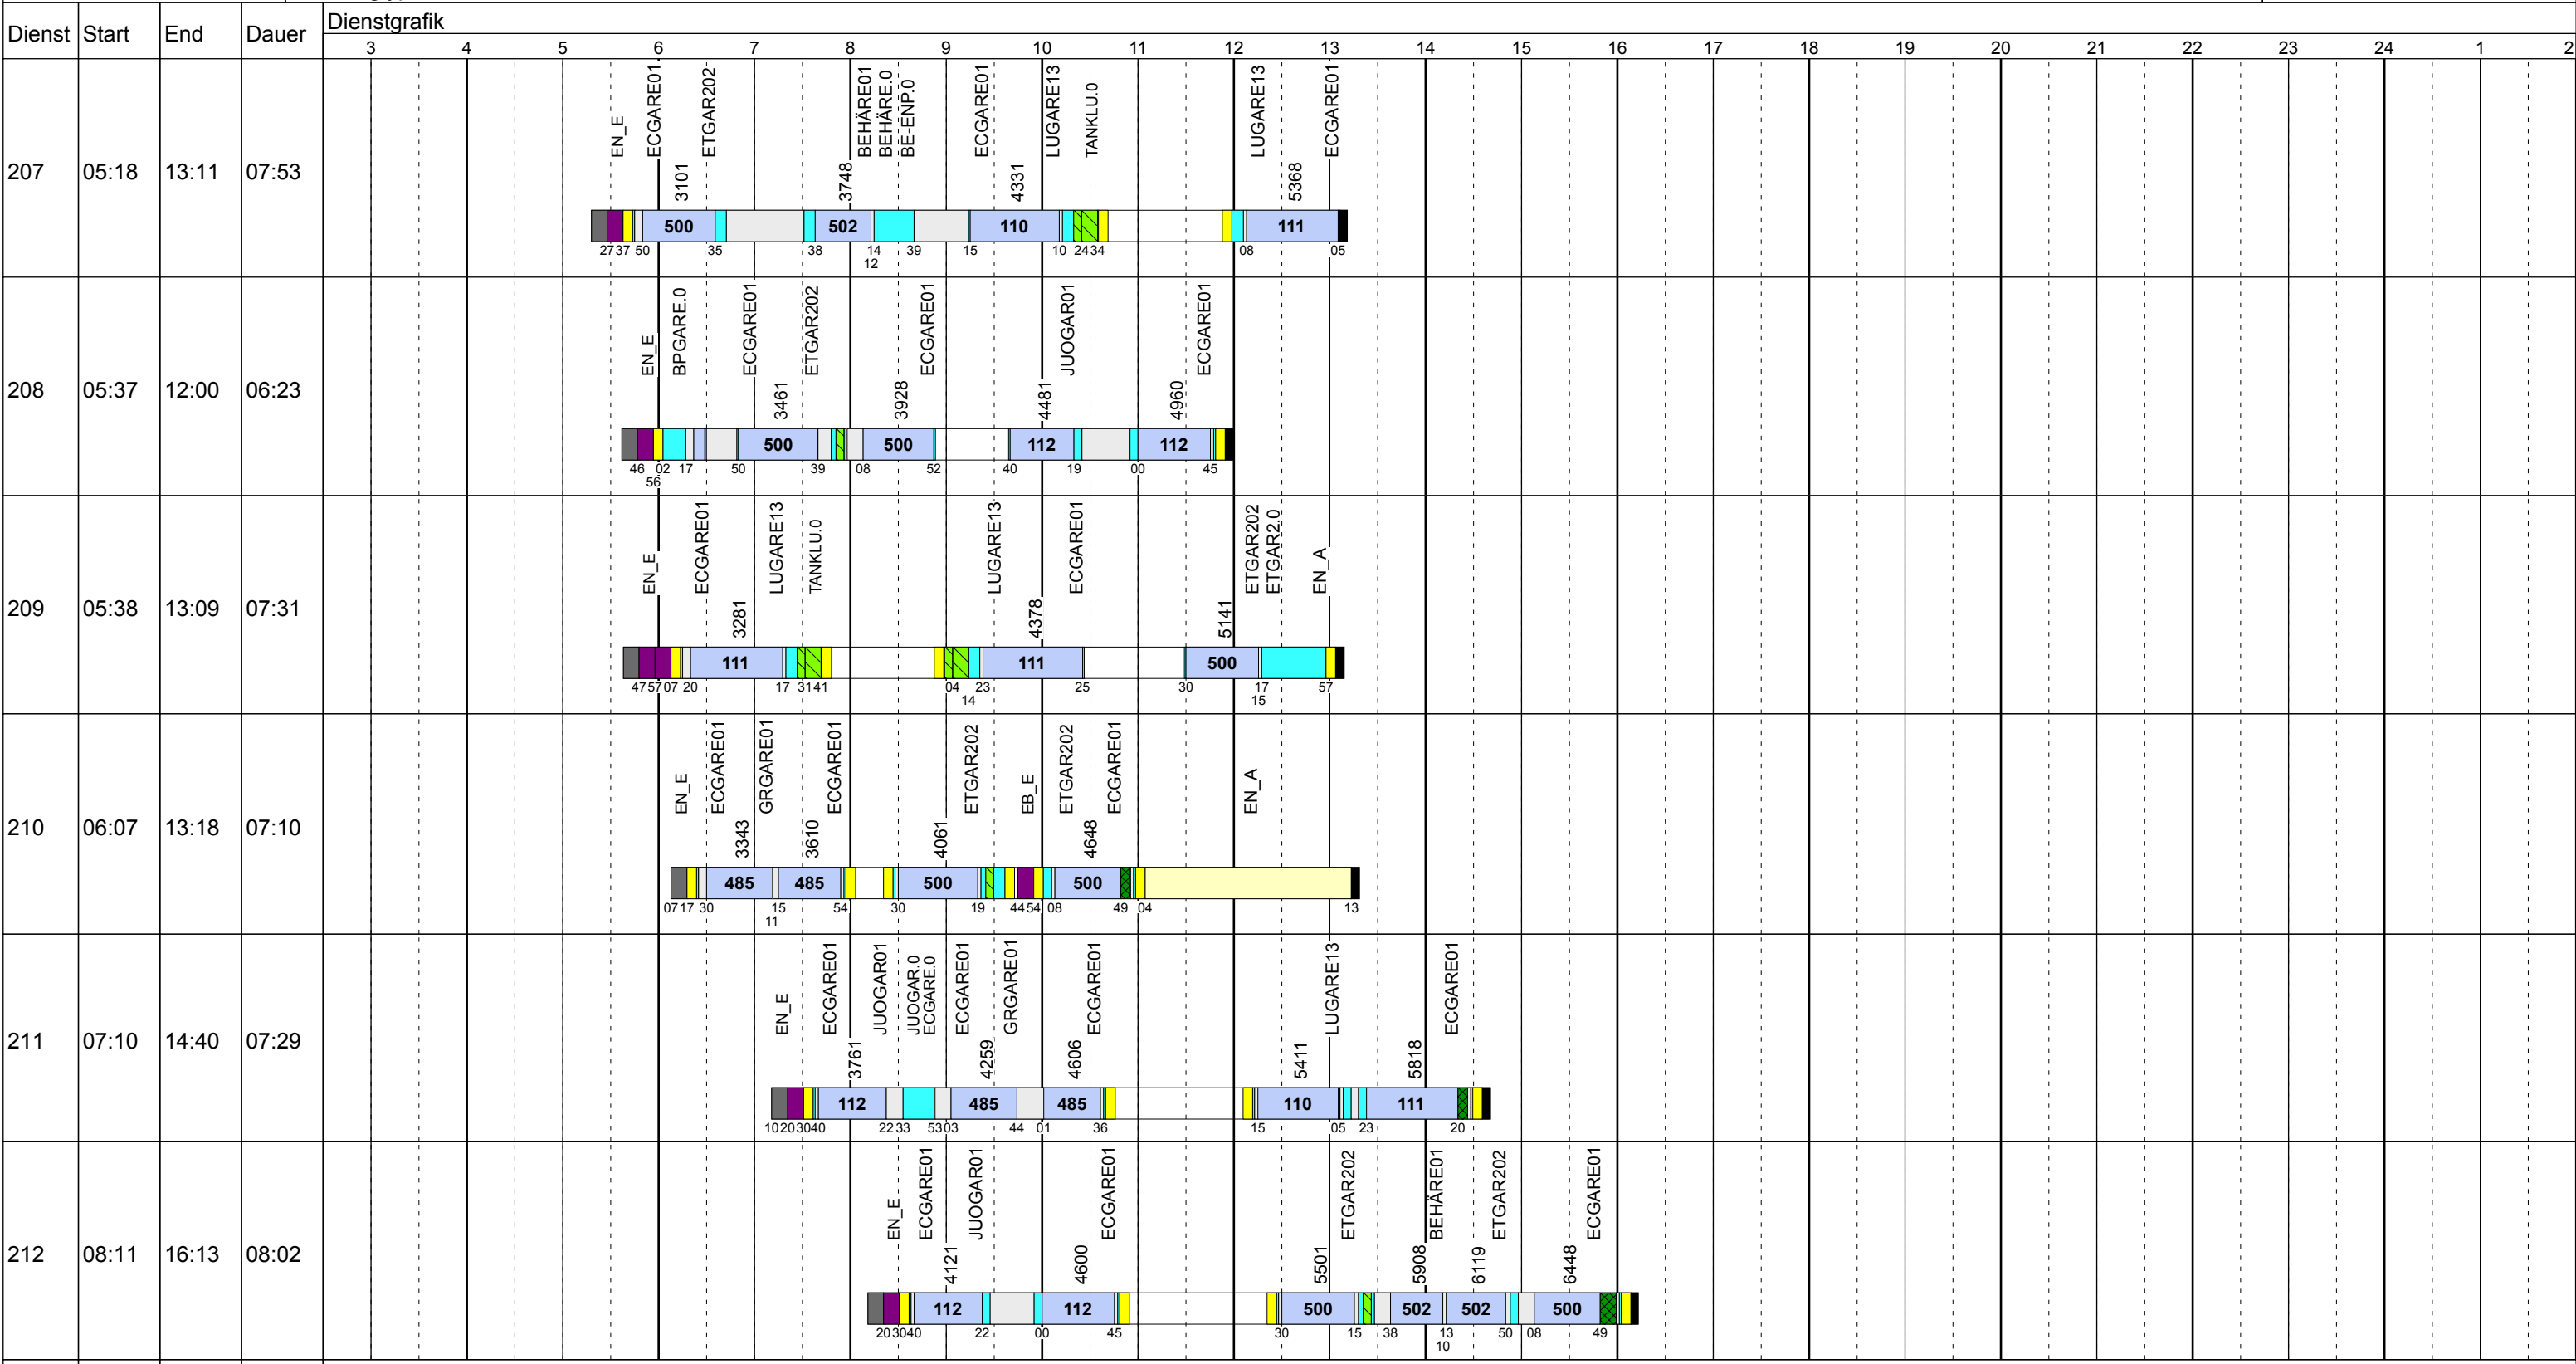 Dienst Start End Dauer Dienstgrafik
3 4 5 6 7 8 9 10 11 12 13 14 15 16 17 18 19 20 21 22 23 24 1 2
207 05:18 13:11 07:53
EN_E ECGARE01 ETGAR202 BEHÄRE01 BEHÄRE.0 BE-ENP.0 ECGARE01 LUGARE13 TANKLU.0 LUGARE13 ECGARE01
3101 3748 4331 5368
500 502 110 111
27 37 50 35 38 14 39 15 10 24 34 08 05
12
208 05:37 12:00 06:23
EN_E BPGARE.0 ECGARE01 ETGAR202 ECGARE01 JUOGAR01 ECGARE01
3461 3928 4481 4960
500 500 112 112
46 02 17 50 39 08 52 40 19 00 45
56
209 05:38 13:09 07:31
EN_E ECGARE01 LUGARE13 TANKLU.0 LUGARE13 ECGARE01 ETGAR202 ETGAR2.0 EN_A
3281 4378 5141
111 111 500
47 57 07 20 17 31 41 04 23 25 30 17 57
14 15
210 06:07 13:18 07:10
EN_E ECGARE01 GRGARE01 ECGARE01 ETGAR202 EB_E ETGAR202 ECGARE01 EN_A
3343 3610 4061 4648
485 485 500 500
07 17 30 15 54 30 19 44 54 08 49 04 13
11
211 07:10 14:40 07:29
EN_E ECGARE01 JUOGAR01 JUOGAR.0 ECGARE.0 ECGARE01 GRGARE01 ECGARE01 LUGARE13 ECGARE01
3761 4259 4606 5411 5818
112 485 485 110 111
10 20 30 40 22 33 53 03 44 01 36 15 05 23 20
212 08:11 16:13 08:02
EN_E ECGARE01 JUOGAR01 ECGARE01 ETGAR202 BEHÄRE01 ETGAR202 ECGARE01
4121 4600 5501 5908 6119 6448
112 112 500 502 502 500
20 30 40 22 00 45 30 15 38 13 50 08 49
10